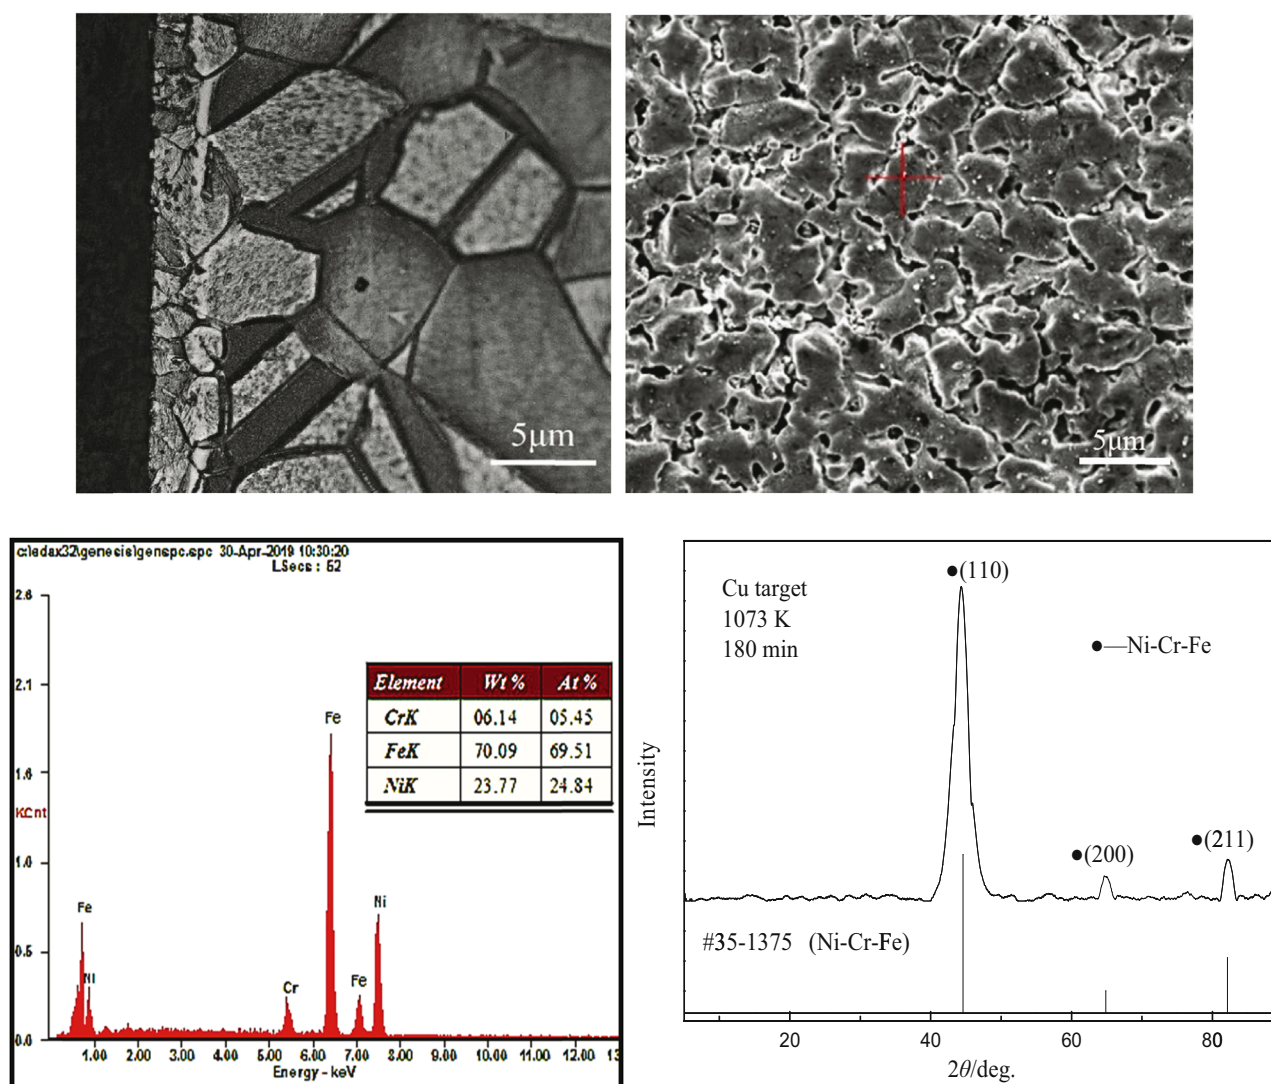 5μm
5μm
c:\edax32\genesis\genspc.spc 30-Apr-2019 10:30:20
LSecs : 52
2.6
2.1
1.6
KCnt
1.0
0.5
0.0
Fe
Ni
Cr
Fe
Fe
Ni
Element Wt % At %
CrK 06.14 05.45
FeK 70.09 69.51
NiK 23.77 24.84
1.00 2.00 3.00 4.00 5.00 6.00 7.00 8.00 9.00 10.00 11.00 12.00 13
Energy - keV
Cu target
1073 K
180 min
●(110)
●—Ni-Cr-Fe
●(200)
●(211)
#35-1375 (Ni-Cr-Fe)
Intensity
20 40 60 80
2θ/deg.